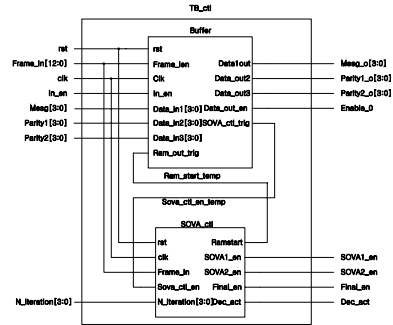 TB_ctl
Buffer
rst rst
Frame_in[12:0] Frame_len Data1out Mesg_o[3:0]
clk Clk Data_out2 Parity1_o[3:0]
in_en in_en Data_out3 Parity2_o[3:0]
Mesg[3:0] Data_in1[3:0] Data_out_en Enable_0
Parity1[3:0] Data_in2[3:0] SOVA_ctl_trig
Parity2[3:0] Data_in3[3:0]
Ram_out_trig
Ram_start_temp
Sova_ctl_en_temp
SOVA_ctl
rst Ramstart
clk SOVA1_en SOVA1_en
Frame_in SOVA2_en SOVA2_en
Sova_ctl_en Final_en Final_en
N_iteration[3:0] N_iteration[3:0] Dec_act Dec_act